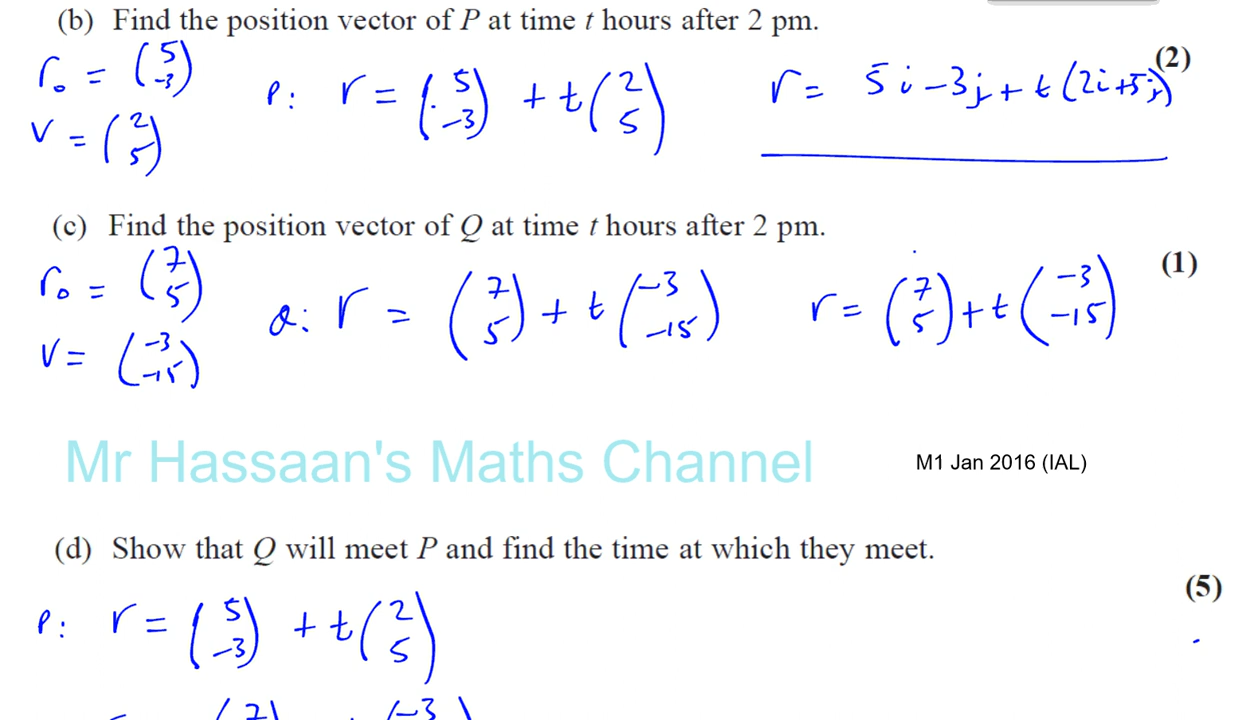 (b) Find the position vector of P at time t hours after 2 pm.
(2)
r₀ = (5 -3)
v = (2 5)
P: r = (5 -3) + t(2 5)
r = 5i - 3j + t(2i + 5j)
(c) Find the position vector of Q at time t hours after 2 pm.
(1)
r₀ = (7 5)
v = (-3 -15)
Q: r = (7 5) + t(-3 -15)
r = (7 5) + t(-3 -15)
Mr Hassaan's Maths Channel
M1 Jan 2016 (IAL)
(d) Show that Q will meet P and find the time at which they meet.
(5)
P: r = (5 -3) + t(2 5)
(7 (-3